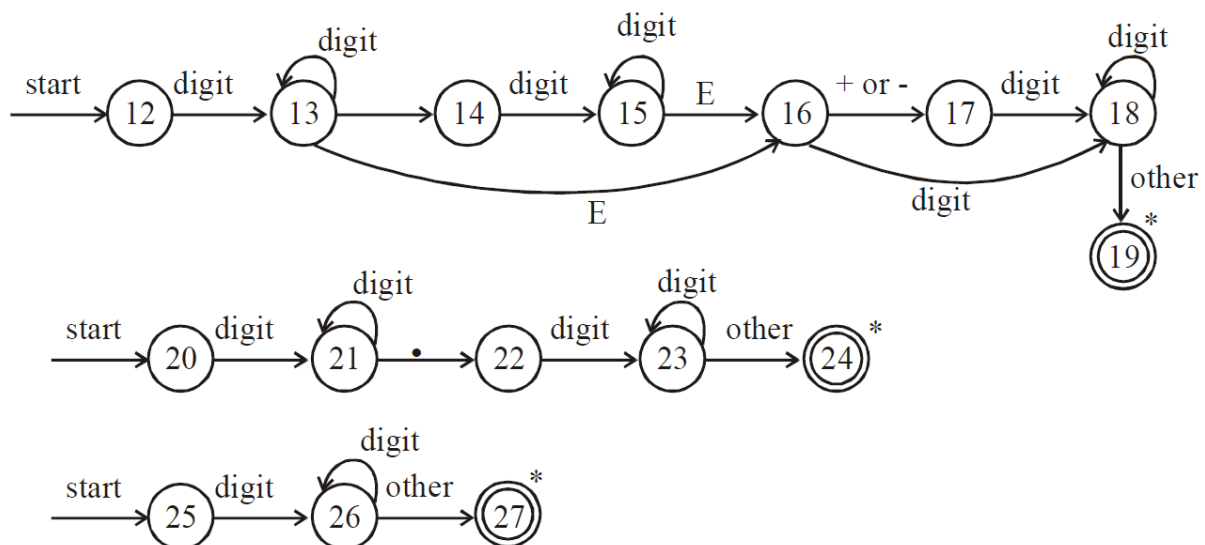 digit digit digit
start 12 digit 13 14 digit 15 E 16 + or - 17 digit 18
E digit other
19 *
digit digit
start 20 digit 21 . 22 digit 23 other 24 *
digit
start 25 digit 26 other 27 *